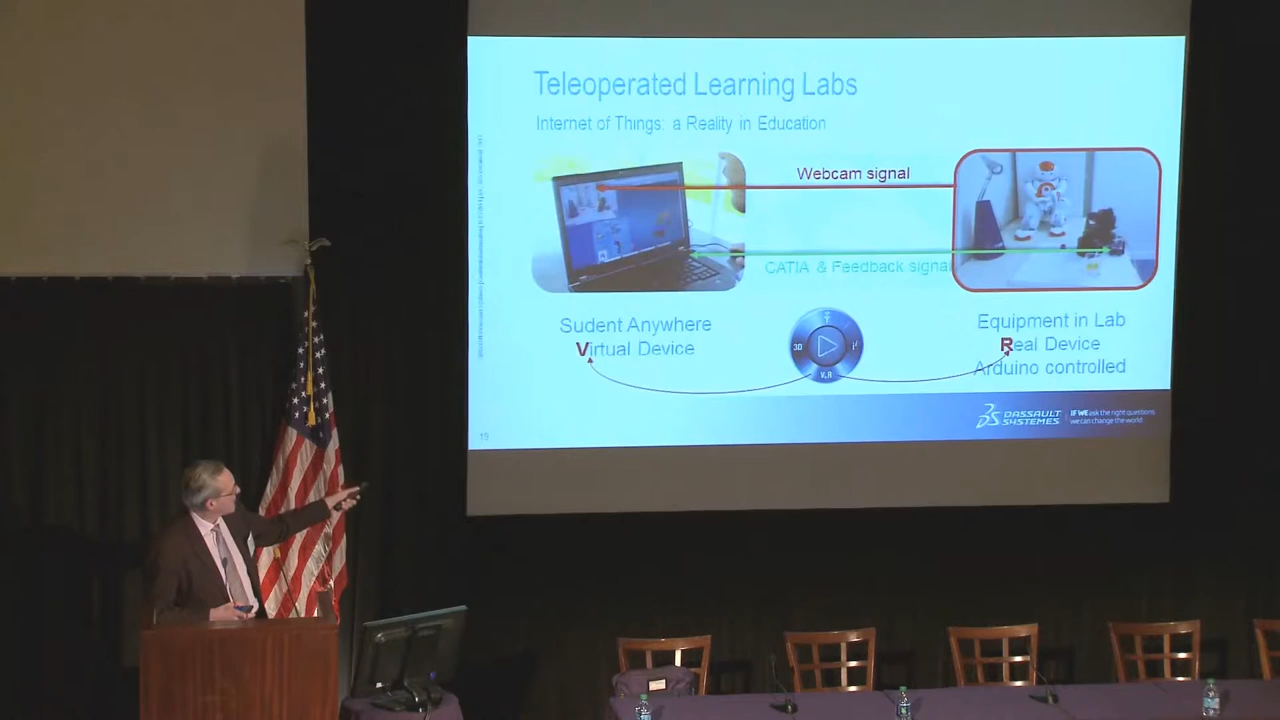 Teleoperated Learning Labs
Internet of Things: a Reality in Education
Webcam signal
CATIA & Feedback signal
Sudent Anywhere
Virtual Device
3D
V,R
Equipment in Lab
Real Device
Arduino controlled
DASSAULT
SYSTEMES
IF WE ask the right questions
we can change the world
19